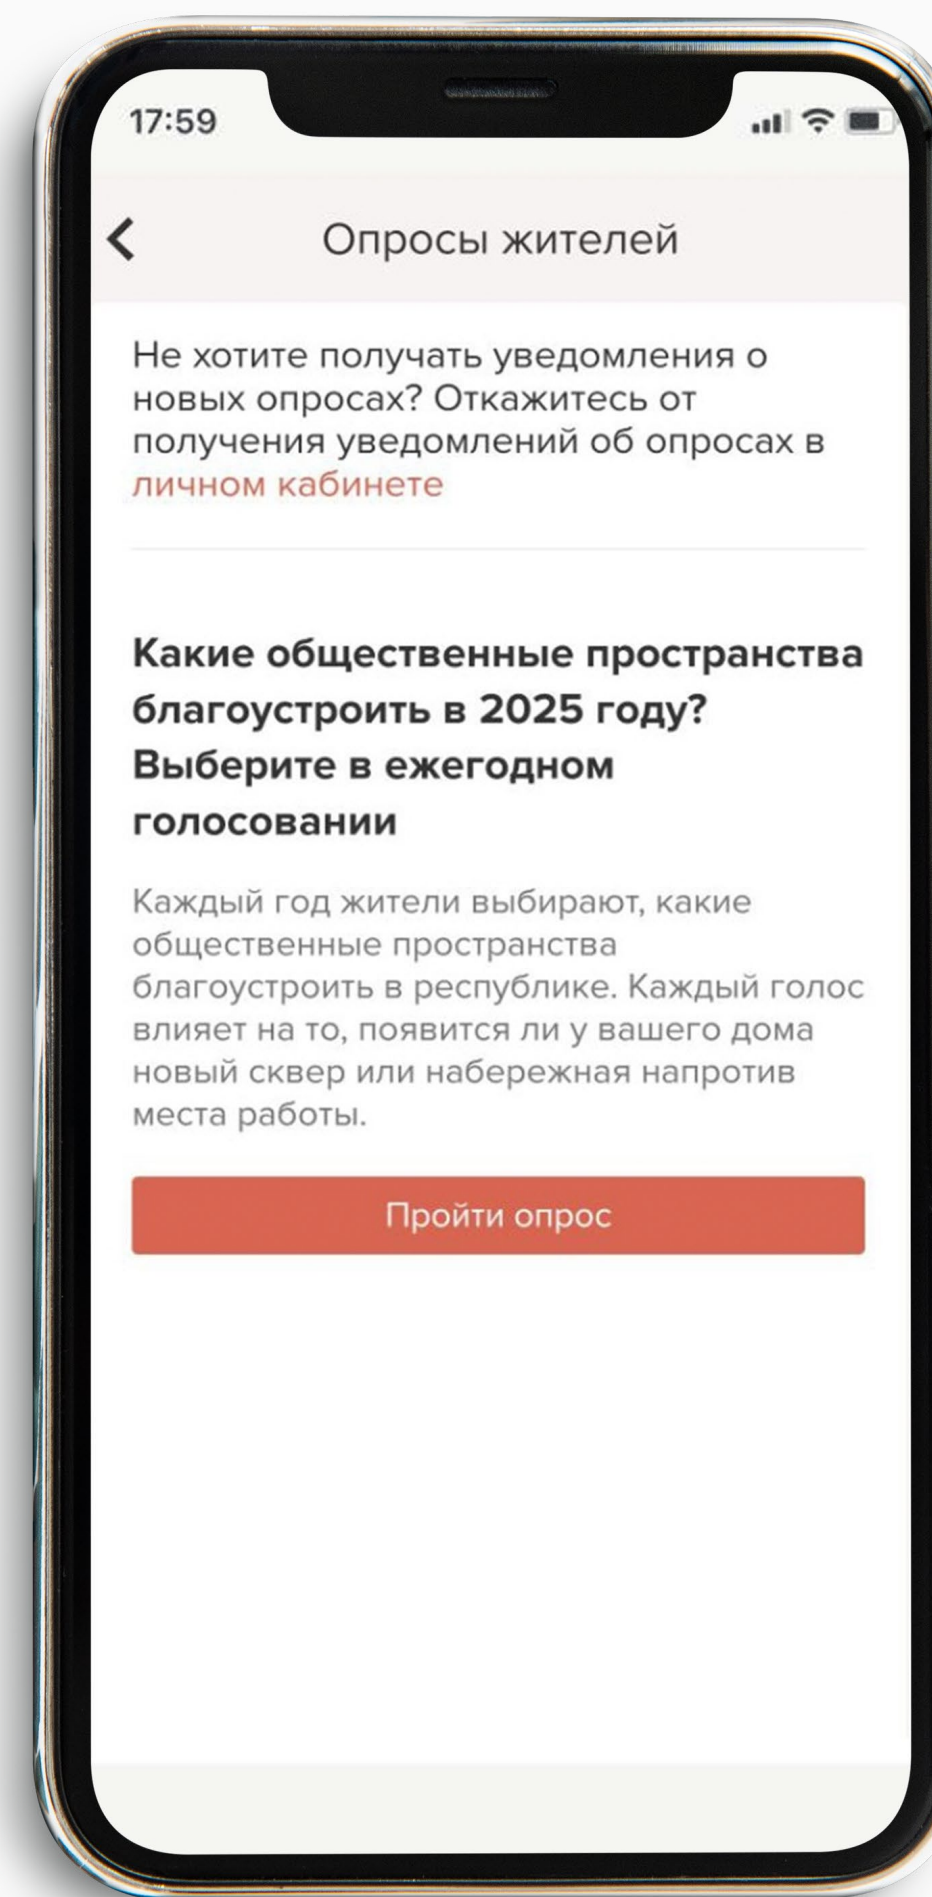 17:59
Опросы жителей
Не хотите получать уведомления о
новых опросах? Откажитесь от
получения уведомлений об опросах в
личном кабинете
Какие общественные пространства
благоустроить в 2025 году?
Выберите в ежегодном
голосовании
Каждый год жители выбирают, какие
общественные пространства
благоустроить в республике. Каждый голос
влияет на то, появится ли у вашего дома
новый сквер или набережная напротив
места работы.
Пройти опрос